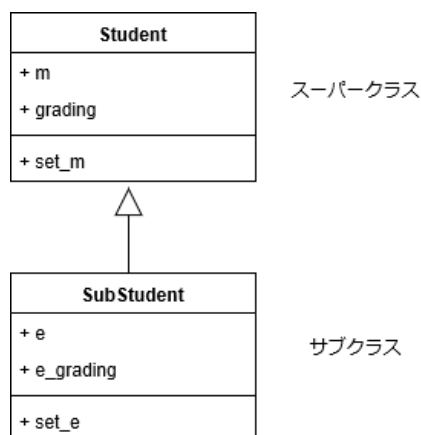 Student
+ m
+ grading
+ set_m
スーパークラス
SubStudent
+ e
+ e_grading
+ set_e
サブクラス